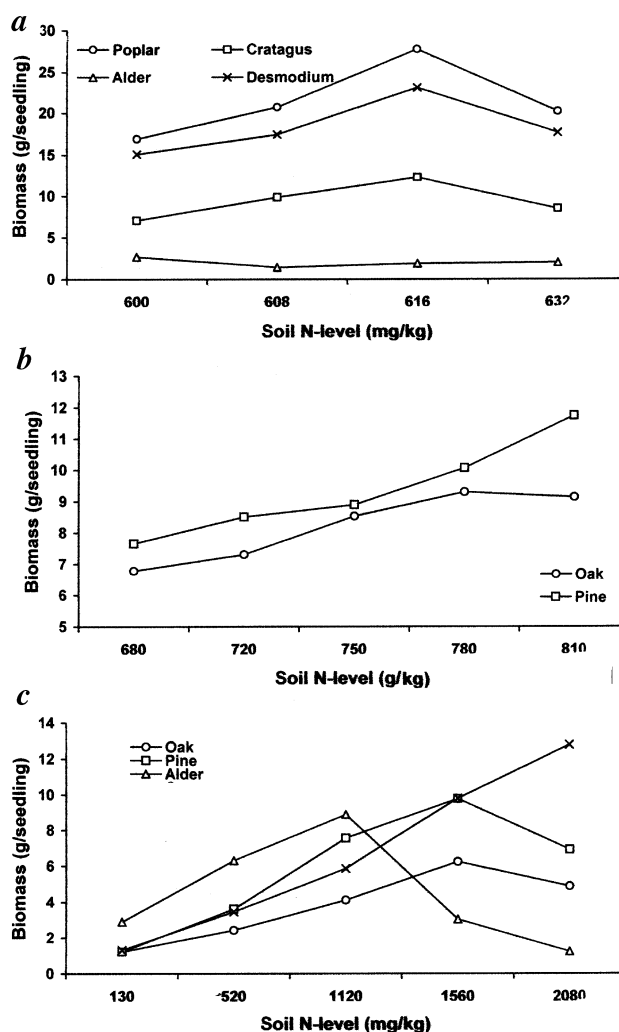 a
Poplar Cratagus
Alder Desmodium
Biomass (g/seedling)
30
25
20
15
10
5
0
600 608 616 632
Soil N-level (mg/kg)
b
Biomass (g/seedling)
13
12
11
10
9
8
7
6
5
Oak
Pine
680 720 750 780 810
Soil N-level (g/kg)
c
Biomass (g/seedling)
14
12
10
8
6
4
2
0
Oak
Pine
Alder
130 520 1120 1560 2080
Soil N-level (mg/kg)